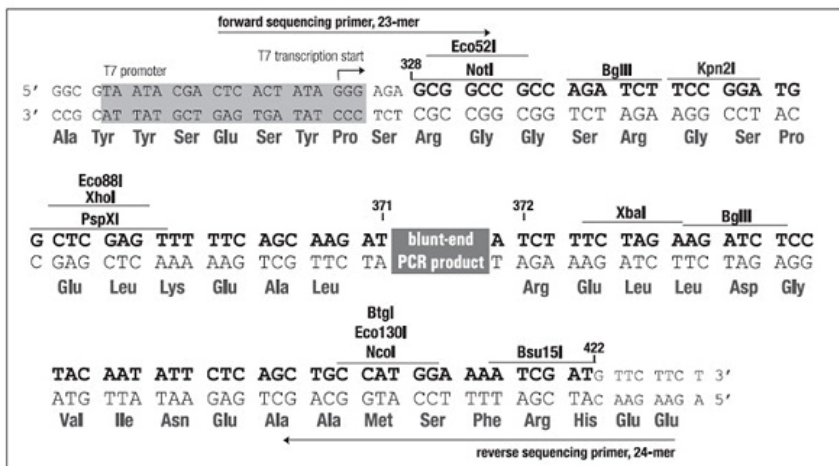 forward sequencing primer, 23-mer
Eco52I
T7 promoter T7 transcription start 328 NotI BglII Kpn2I
5′ GGC GTA ATA CGA CTC ACT ATA GGG AGA GCG GCC GCC AGA TCT TCC GGA TG
3′ CCG CAT TAT GCT GAG TGA TAT CCC TCT CGC CGG CGG TCT AGA AGG CCT AC
Ala Tyr Tyr Ser Glu Ser Tyr Pro Ser Arg Gly Gly Ser Arg Gly Ser Pro
Eco88I
XhoI
PspXI 371 372 XbaI BglII
G CTC GAG TTT TTC AGC AAG AT blunt-end A TCT TTC TAG AAG ATC TCC
C GAG CTC AAA AAG TCG TTC TA PCR product T AGA AAG ATC TTC TAG AGG
Glu Leu Lys Glu Ala Leu Arg Glu Leu Leu Asp Gly
BtgI
Eco130I
NcoI Bsu15I 422
TAC AAT ATT CTC AGC TGC CAT GGA AAA TCG ATG TTC TTC T 3′
ATG TTA TAA GAG TCG ACG GTA CCT TTT AGC TAC AAG AAG A 5′
Val Ile Asn Glu Ala Ala Met Ser Phe Arg His Glu Glu
reverse sequencing primer, 24-mer